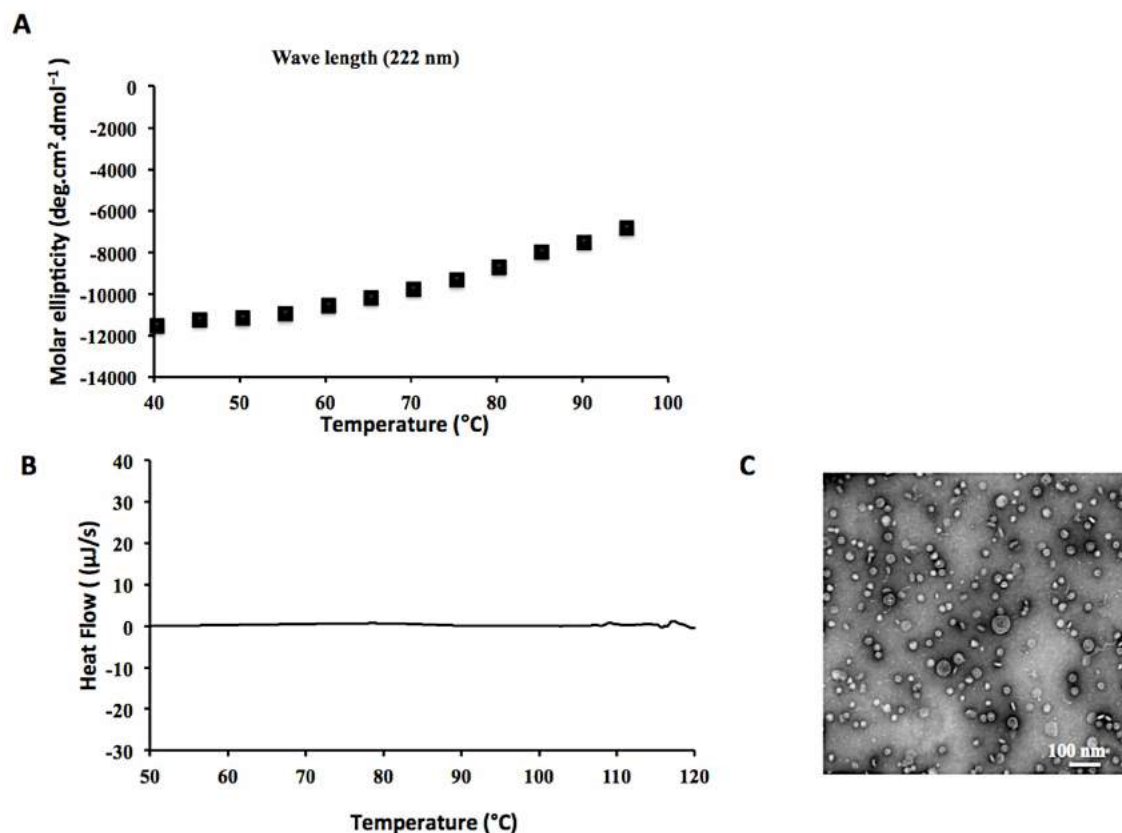 A
Wave length (222 nm)
Molar ellipticity (deg.cm².dmol⁻¹)
0
-2000
-4000
-6000
-8000
-10000
-12000
-14000
40 50 60 70 80 90 100
Temperature (°C)
B
Heat Flow ( (µJ/s)
40
30
20
10
0
-10
-20
-30
50 60 70 80 90 100 110 120
Temperature (°C)
C
100 nm